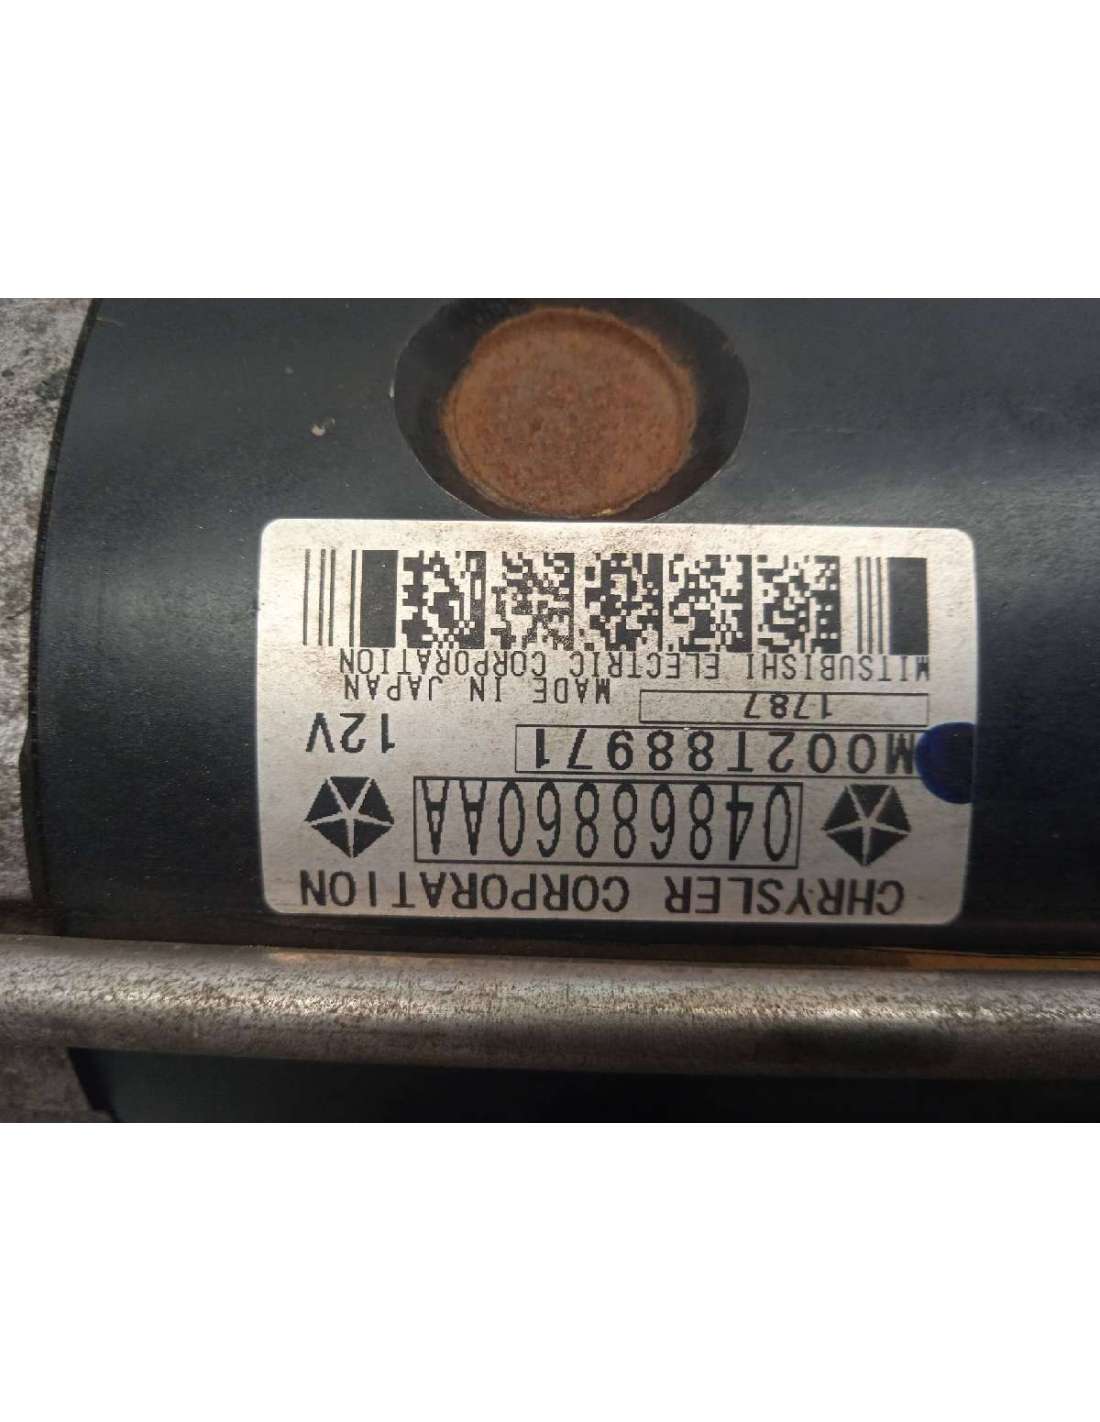 CHRYSLER CORPORATION
04868860AA
M002T88971 12V
1787 MADE IN JAPAN
MITSUBISHI ELECTRIC CORPORATION